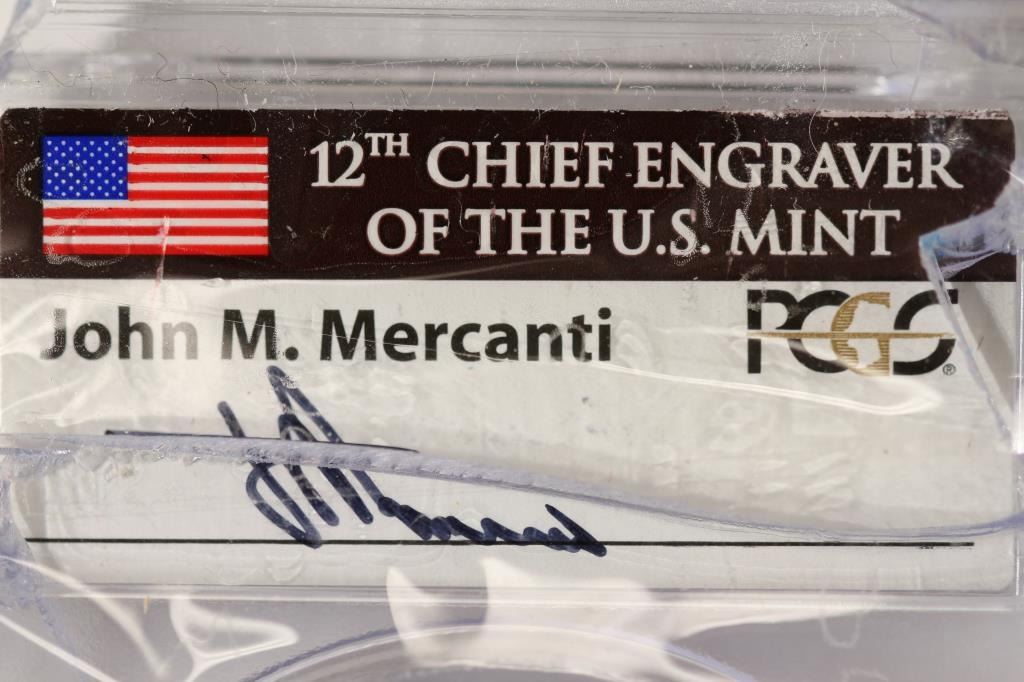 12TH CHIEF ENGRAVER
OF THE U.S. MINT
John M. Mercanti
PCGS®